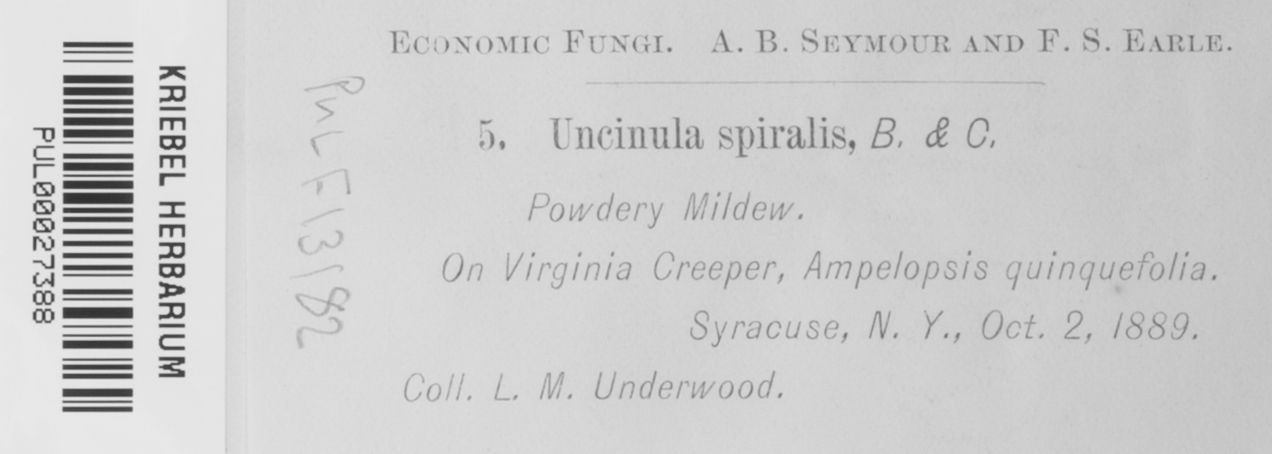 ECONOMIC FUNGI. A. B. SEYMOUR AND F. S. EARLE.
5. Uncinula spiralis, B. & C.
Powdery Mildew.
On Virginia Creeper, Ampelopsis quinquefolia.
Syracuse, N. Y., Oct. 2, 1889.
Coll. L. M. Underwood.
PUL F13182
KRIEBEL HERBARIUM
PUL00027388